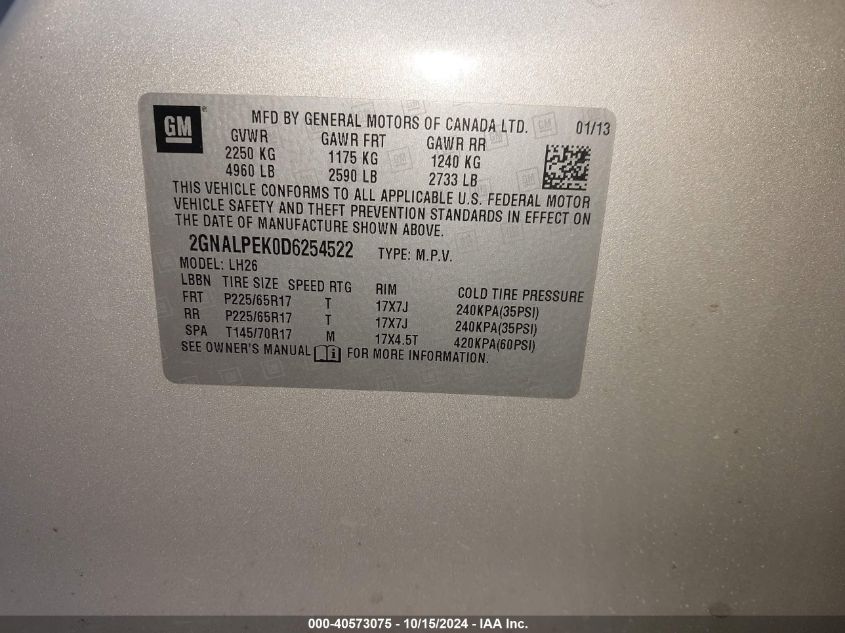 GM ® MFD BY GENERAL MOTORS OF CANADA LTD. 01/13
GVWR GAWR FRT GAWR RR
2250 KG 1175 KG 1240 KG
4960 LB 2590 LB 2733 LB
THIS VEHICLE CONFORMS TO ALL APPLICABLE U.S. FEDERAL MOTOR
VEHICLE SAFETY AND THEFT PREVENTION STANDARDS IN EFFECT ON
THE DATE OF MANUFACTURE SHOWN ABOVE.
2GNALPEK0D6254522 TYPE: M.P.V.
MODEL: LH26
LBBN TIRE SIZE SPEED RTG RIM COLD TIRE PRESSURE
FRT P225/65R17 T 17X7J 240KPA(35PSI)
RR P225/65R17 T 17X7J 240KPA(35PSI)
SPA T145/70R17 M 17X4.5T 420KPA(60PSI)
SEE OWNER'S MANUAL i FOR MORE INFORMATION.
000-40573075 - 10/15/2024 - IAA Inc.